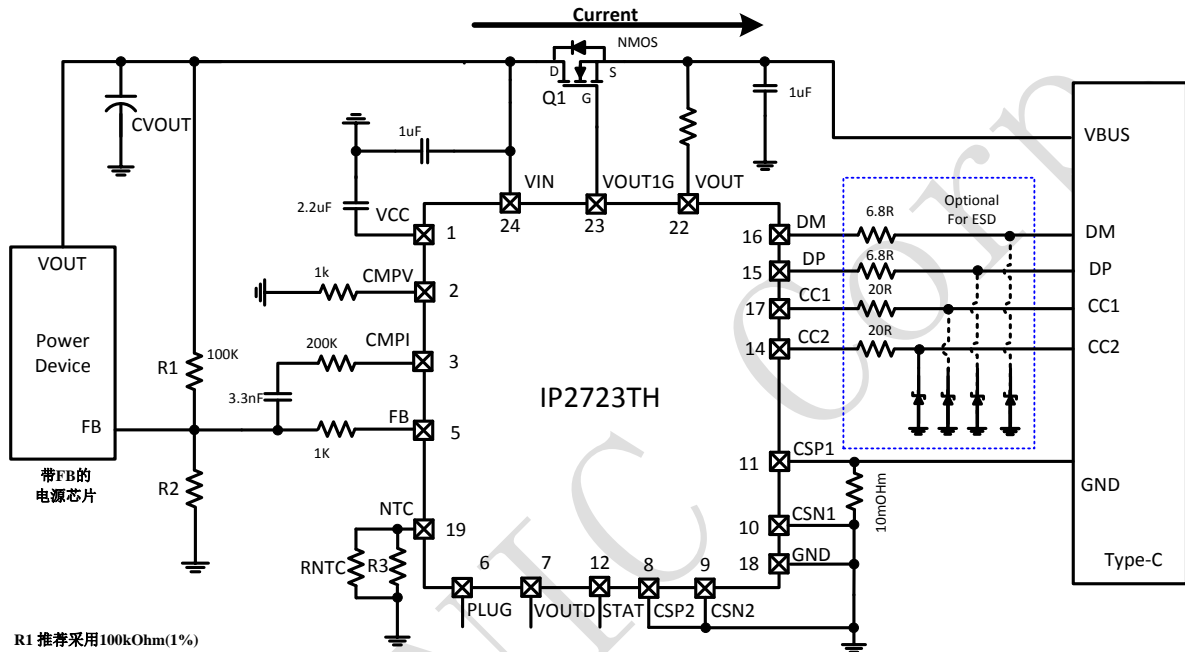 Current
NMOS
D
S
Q1
G
CVOUT
1uF
1uF
VBUS
VIN
VOUT1G
VOUT
24
23
22
2.2uF
VCC
1
Optional
For ESD
16
DM
6.8R
DM
15
DP
6.8R
DP
17
CC1
20R
CC1
14
CC2
20R
CC2
VOUT
Power
Device
FB
带FB的
电源芯片
1k
CMPV
2
R1
100K
200K
CMPI
3
3.3nF
IP2723TH
FB
5
1K
R2
11
CSP1
GND
10mOHm
NTC
19
10
CSN1
18
GND
RNTC
R3
Type-C
6
7
12
8
9
PLUG
VOUTD
STAT
CSP2
CSN2
R1 推荐采用100kOhm(1%)
NIC Corp